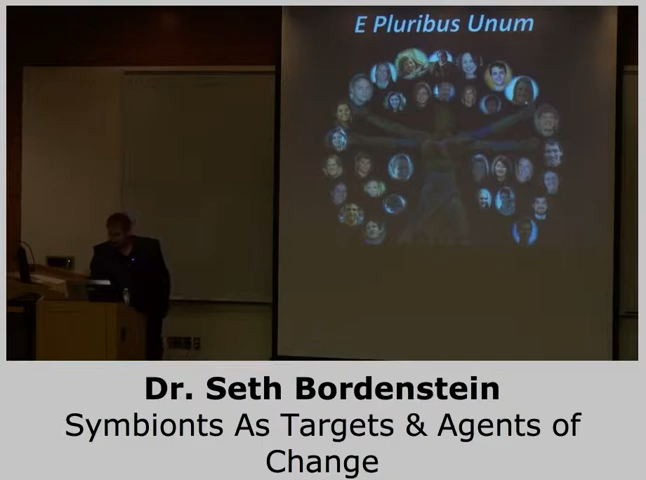 E Pluribus Unum
Dr. Seth Bordenstein
Symbionts As Targets & Agents of
Change